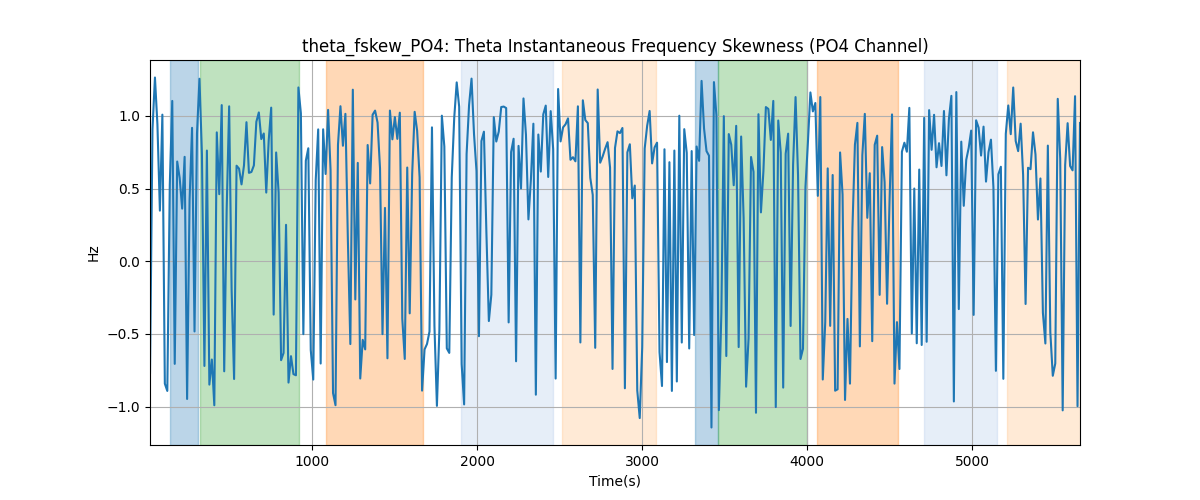 theta_fskew_PO4: Theta Instantaneous Frequency Skewness (PO4 Channel)
1.0
0.5
0.0
−0.5
−1.0
Hz
1000 2000 3000 4000 5000
Time(s)